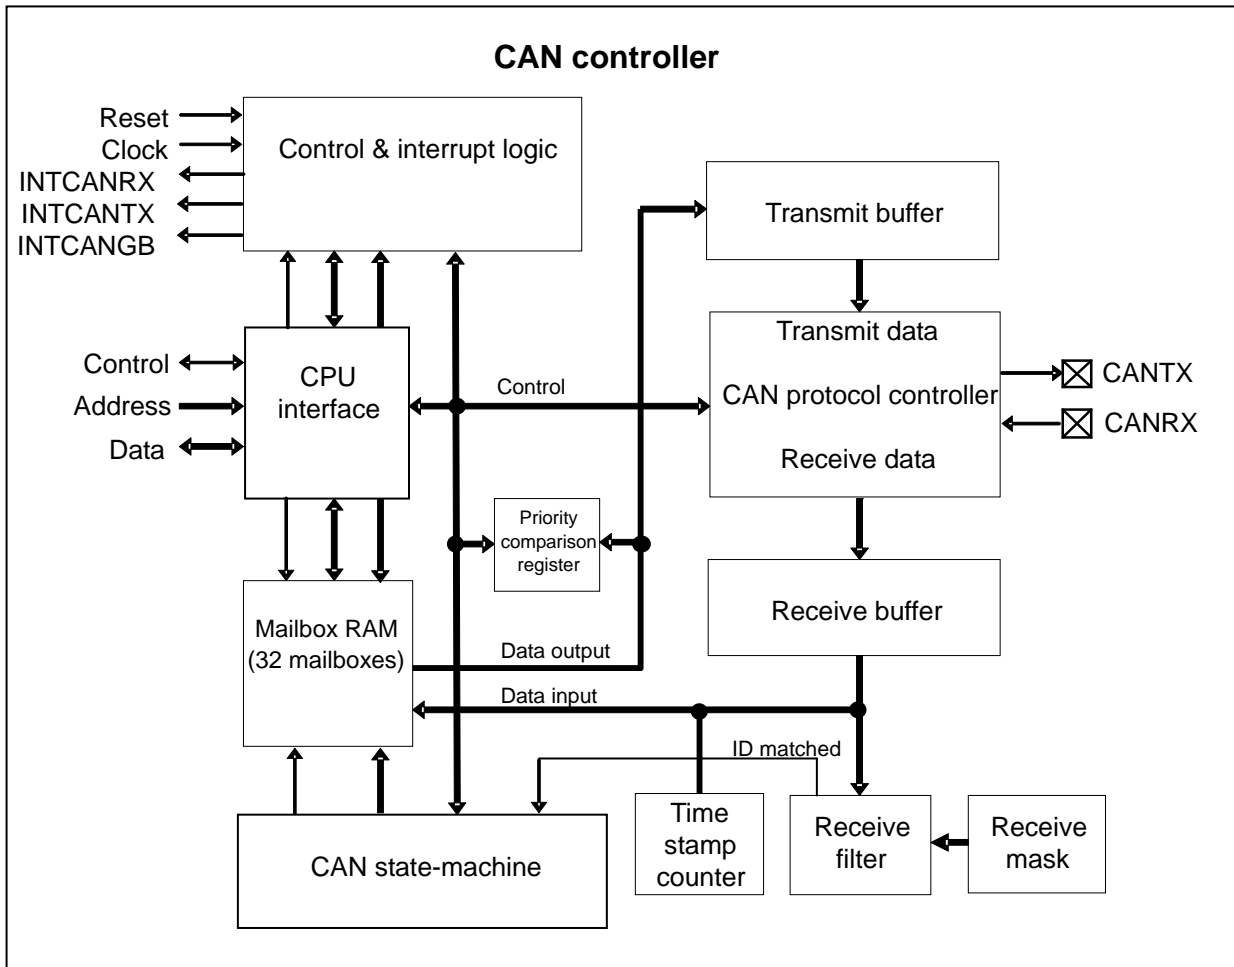 CAN controller
Reset
Clock
INTCANRX
INTCANTX
INTCANGB
Control & interrupt logic
Transmit buffer
Transmit data
CAN protocol controller
Receive data
CANTX
CANRX
Control
Address
Data
CPU
interface
Control
Priority
comparison
register
Receive buffer
Mailbox RAM
(32 mailboxes)
Data output
Data input
ID matched
CAN state-machine
Time
stamp
counter
Receive
filter
Receive
mask